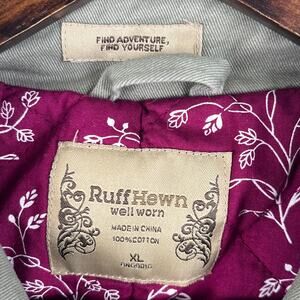 FIND ADVENTURE,
FIND YOURSELF
RuffHewn
well worn
MADE IN CHINA
100% COTTON
XL